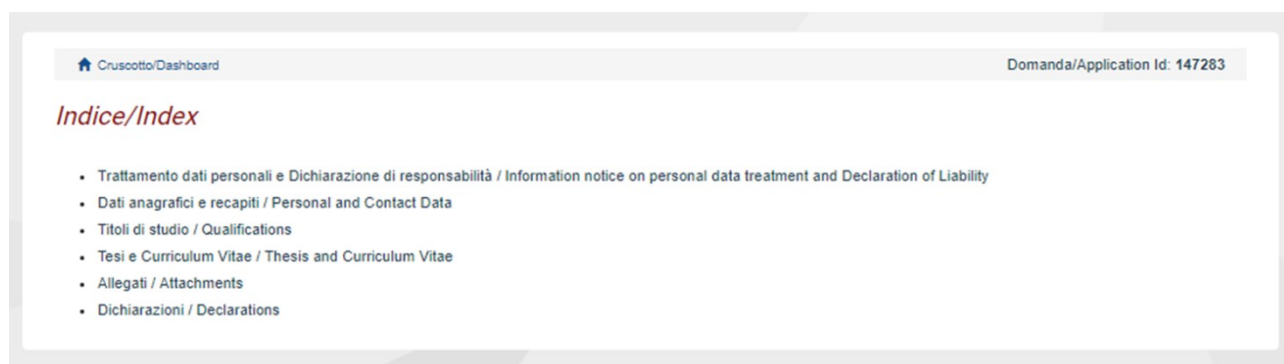 Cruscotto/Dashboard Domanda/Application Id: 147283
Indice/Index
Trattamento dati personali e Dichiarazione di responsabilità / Information notice on personal data treatment and Declaration of Liability
Dati anagrafici e recapiti / Personal and Contact Data
Titoli di studio / Qualifications
Tesi e Curriculum Vitae / Thesis and Curriculum Vitae
Allegati / Attachments
Dichiarazioni / Declarations